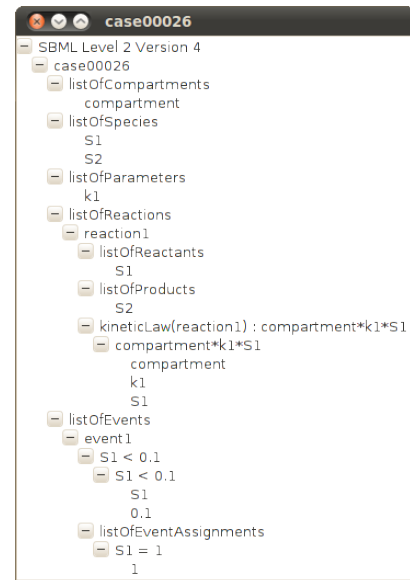 case00026
SBML Level 2 Version 4
case00026
listOfCompartments
compartment
listOfSpecies
S1
S2
listOfParameters
k1
listOfReactions
reaction1
listOfReactants
S1
listOfProducts
S2
kineticLaw(reaction1) : compartment*k1*S1
compartment*k1*S1
compartment
k1
S1
listOfEvents
event1
S1 < 0.1
S1 < 0.1
S1
0.1
listOfEventAssignments
S1 = 1
1